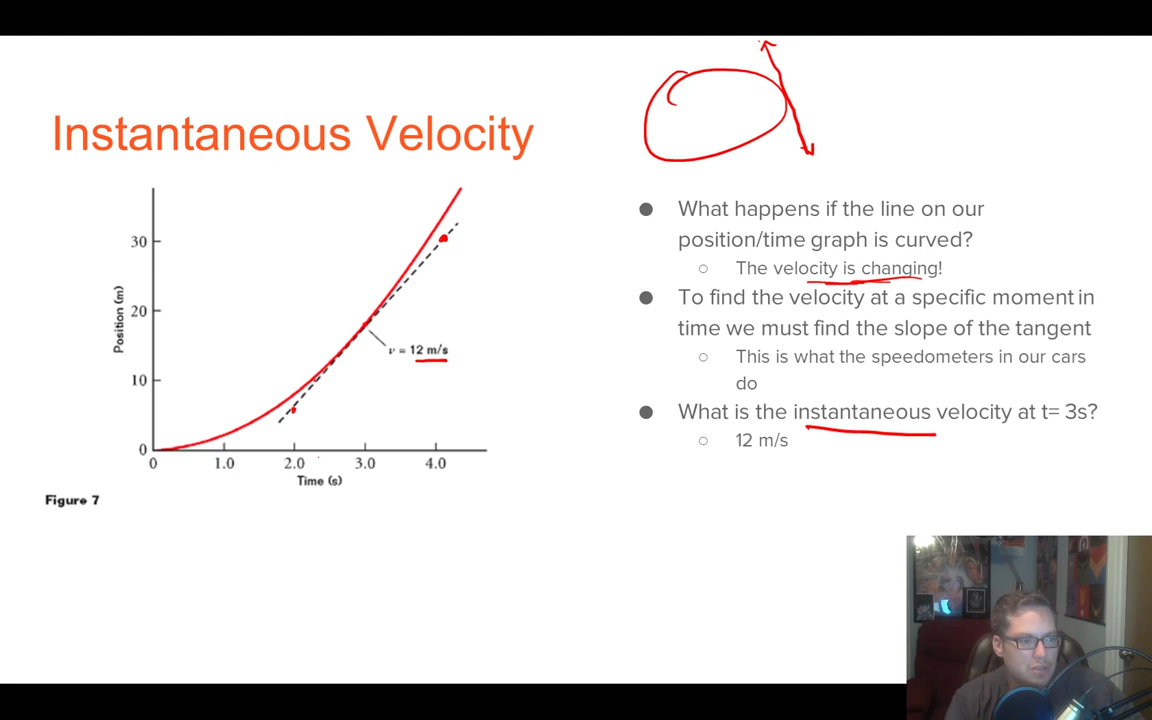 Instantaneous Velocity
30
20
10
0
Position (m)
v = 12 m/s
0 1.0 2.0 3.0 4.0
Time (s)
Figure 7
● What happens if the line on our
position/time graph is curved?
○ The velocity is changing!
● To find the velocity at a specific moment in
time we must find the slope of the tangent
○ This is what the speedometers in our cars
do
● What is the instantaneous velocity at t= 3s?
○ 12 m/s